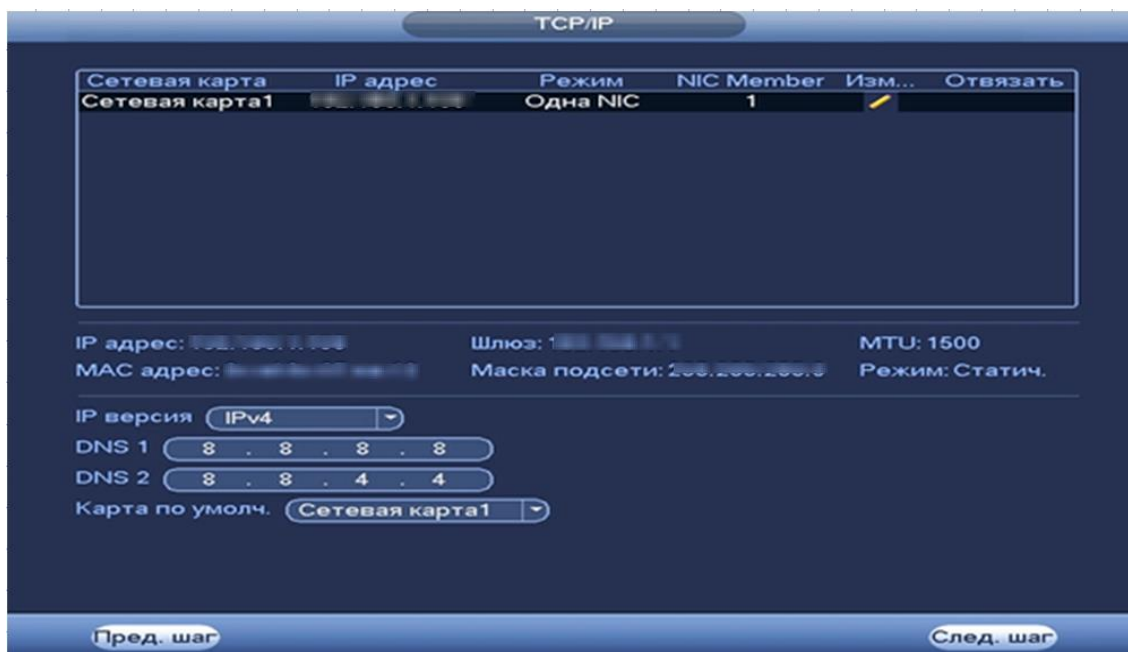 TCP/IP
Сетевая карта IP адрес Режим NIC Member Изм... Отвязать
Сетевая карта1 Одна NIC 1
IP адрес: Шлюз: MTU: 1500
MAC адрес: Маска подсети: Режим: Статич.
IP версия IPv4
DNS 1 8 . 8 . 8 . 8
DNS 2 8 . 8 . 4 . 4
Карта по умолч. Сетевая карта1
Пред. шаг След. шаг